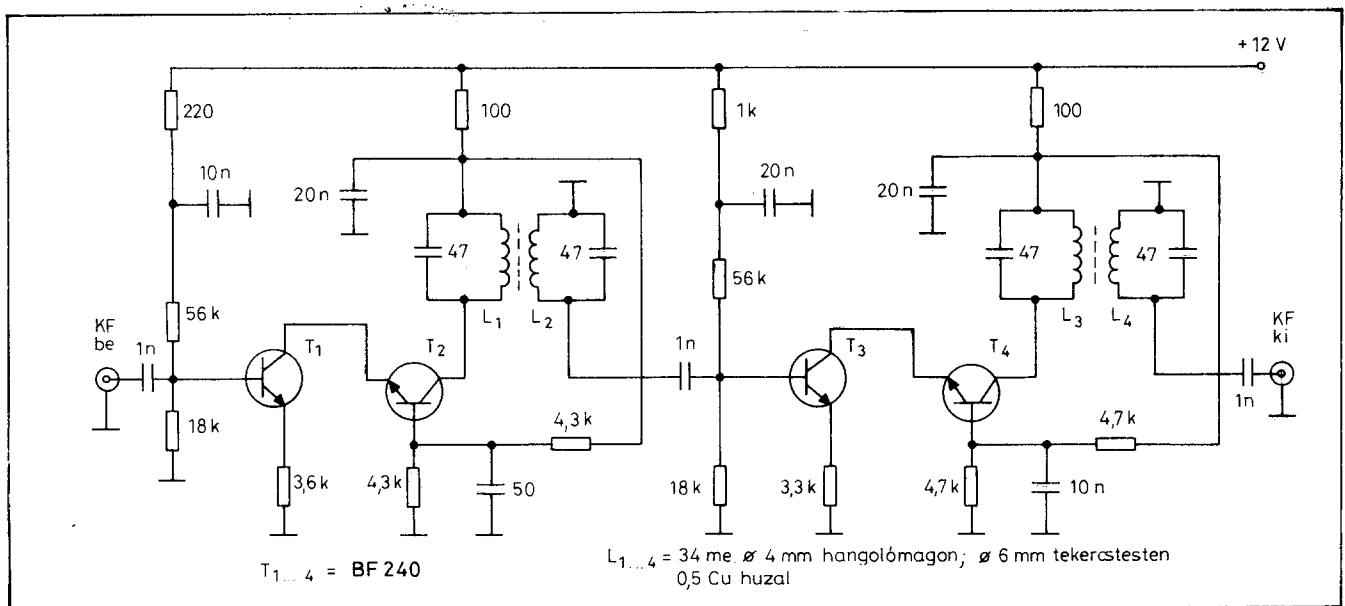 + 12 V
220
100
1k
100
10n
20n
20n
20n
47
47
47
47
56k
56k
L1
L2
L3
L4
KF
be
1n
T1
T2
1n
T3
T4
KF
ki
1n
18k
4,3k
4,7k
3,6k
4,3k
50
18k
3,3k
4,7k
10n
T1...4 = BF 240
L1...4 = 34 me. ø 4 mm hangolómagon; ø 6 mm tekercstesten
0,5 Cu huzal